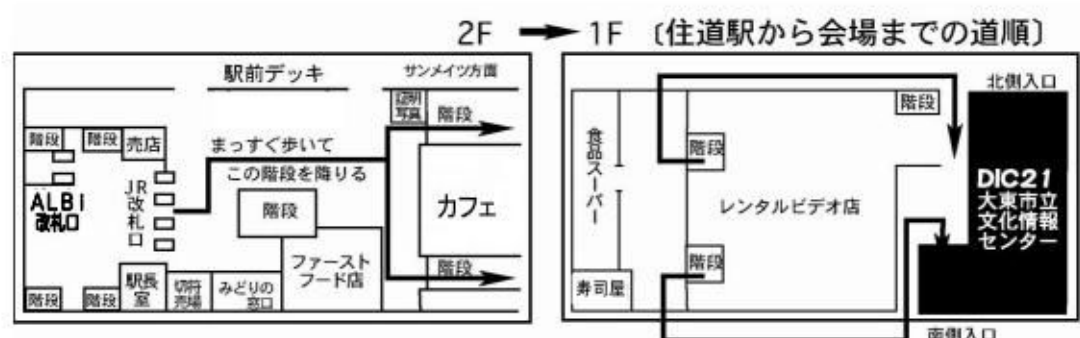 2F → 1F 〔住道駅から会場までの道順〕
駅前デッキ
サンメイツ方面
証明
写真
階段
階段
階段
売店
まっすぐ歩いて
この階段を降りる
ALBi
改札口
JR
改札口
階段
カフェ
ファースト
フード店
階段
階段
階段
駅長
室
切符
売場
みどりの
窓口
北側入口
階段
食品スーパー
階段
レンタルビデオ店
DIC21
大東市立
文化情報
センター
階段
寿司屋
南側入口